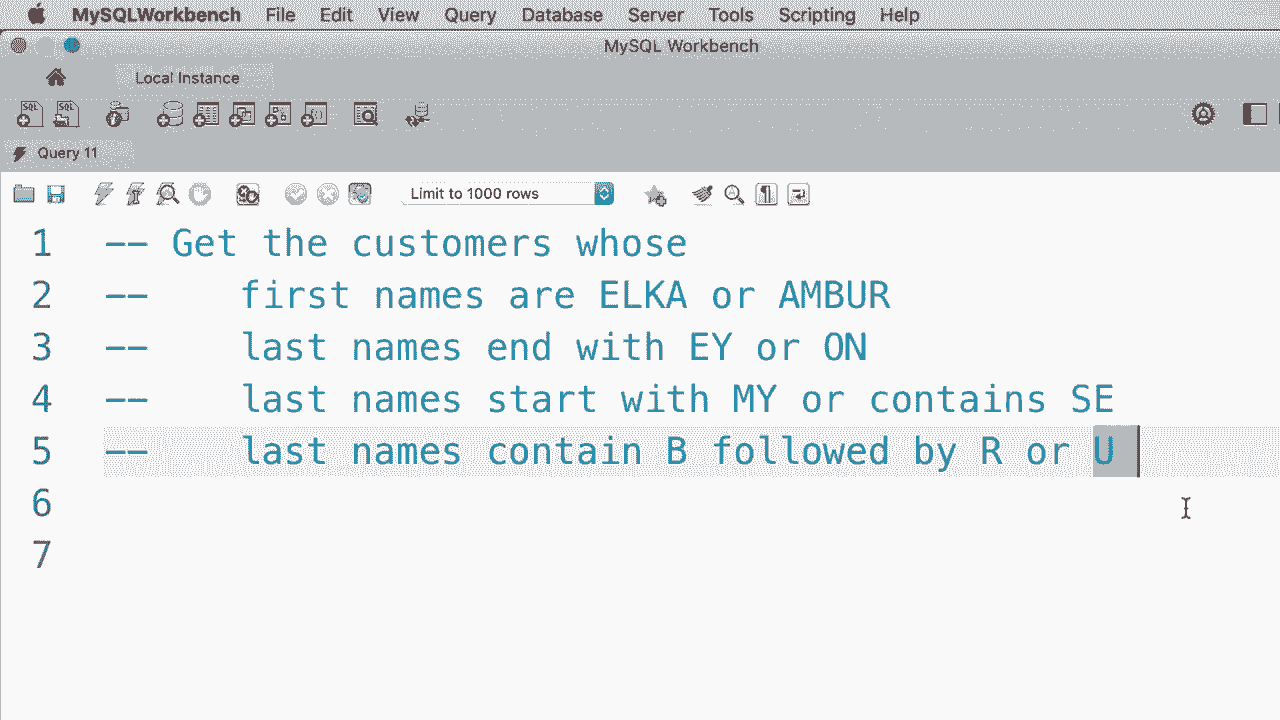 MySQLWorkbench File Edit View Query Database Server Tools Scripting Help
MySQL Workbench
Local Instance
SQL SQL
Query 11
Limit to 1000 rows
1 -- Get the customers whose
2 -- first names are ELKA or AMBUR
3 -- last names end with EY or ON
4 -- last names start with MY or contains SE
5 -- last names contain B followed by R or U
6
7